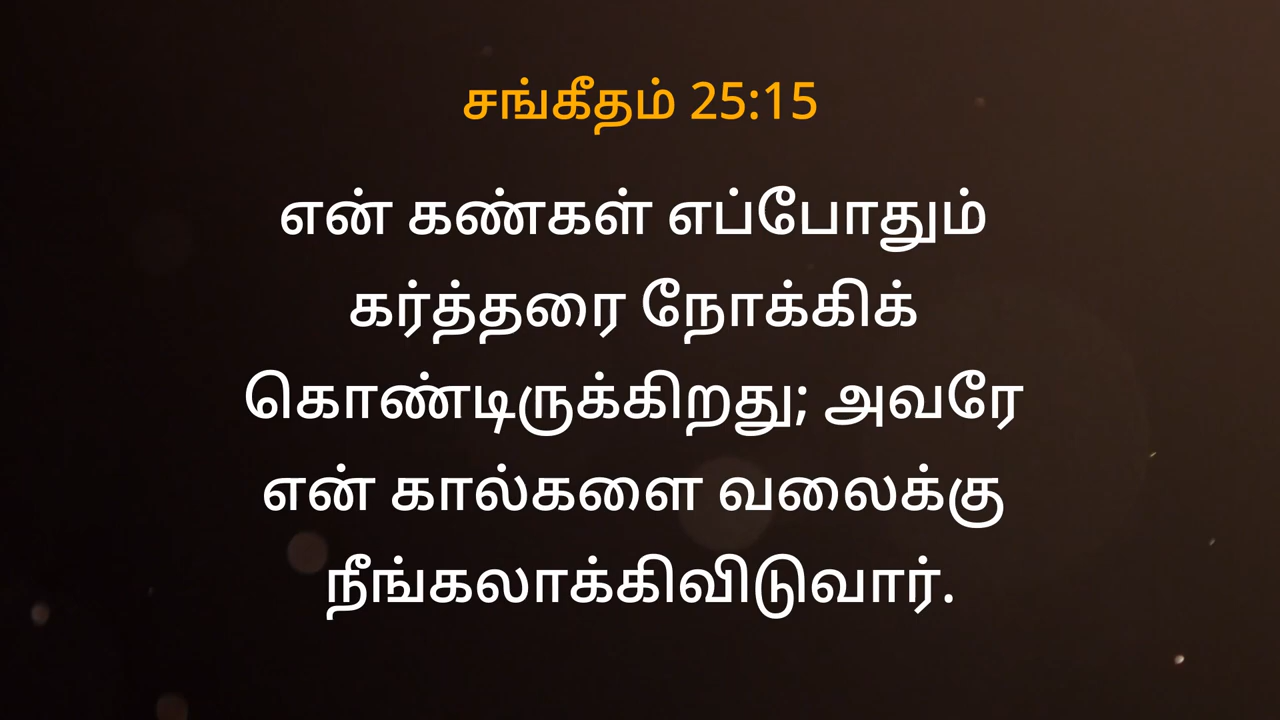 சங்கீதம் 25:15
என் கண்கள் எப்போதும்
கர்த்தரை நோக்கிக்
கொண்டிருக்கிறது; அவரே
என் கால்களை வலைக்கு
நீங்கலாக்கிவிடுவார்.